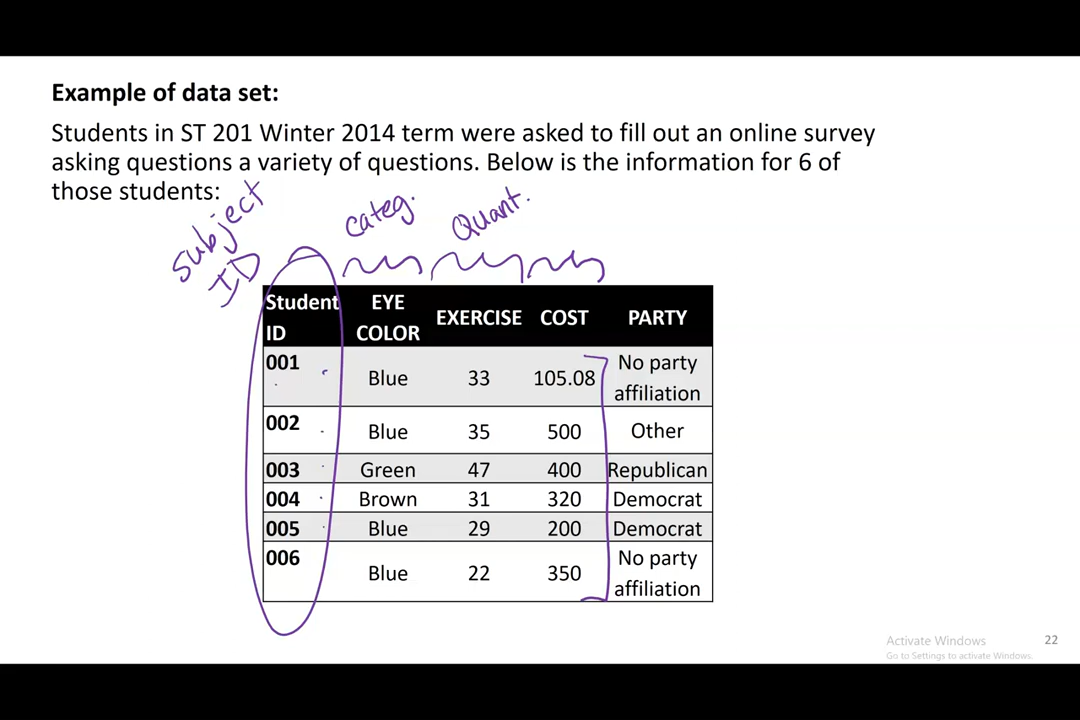 Example of data set:
Students in ST 201 Winter 2014 term were asked to fill out an online survey
asking questions a variety of questions. Below is the information for 6 of
those students:
subject
ID
categ.
Quant.
Student ID EYE COLOR EXERCISE COST PARTY
001 Blue 33 105.08 No party affiliation
002 Blue 35 500 Other
003 Green 47 400 Republican
004 Brown 31 320 Democrat
005 Blue 29 200 Democrat
006 Blue 22 350 No party affiliation
Activate Windows
Go to Settings to activate Windows.
22